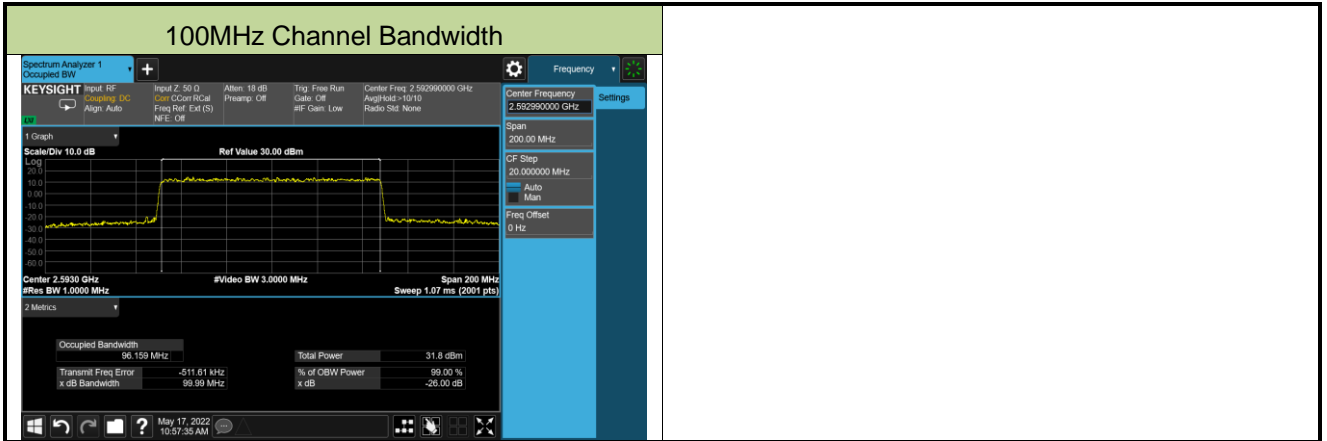 100MHz Channel Bandwidth
Spectrum Analyzer 1
Occupied BW
Frequency
KEYSIGHT
Input: RF
Coupling: DC
Align: Auto
Input Z: 50 Ω
Corr CCorr RCal
Freq Ref: Ext (S)
NFE: Off
Atten: 18 dB
Preamp: Off
Trig: Free Run
Gate: Off
#IF Gain: Low
Center Freq: 2.592990000 GHz
Avg|Hold:>10/10
Radio Std: None
Center Frequency
2.592990000 GHz
Settings
Span
200.00 MHz
CF Step
20.000000 MHz
Auto
Man
Freq Offset
0 Hz
1 Graph
Scale/Div 10.0 dB
Ref Value 30.00 dBm
Log
20.0
10.0
0.00
-10.0
-20.0
-30.0
-40.0
-50.0
-60.0
Center 2.5930 GHz
#Video BW 3.0000 MHz
Span 200 MHz
#Res BW 1.0000 MHz
Sweep 1.07 ms (2001 pts)
2 Metrics
Occupied Bandwidth
96.159 MHz
Total Power 31.8 dBm
Transmit Freq Error -511.61 kHz
% of OBW Power 99.00 %
x dB Bandwidth 99.99 MHz
x dB -26.00 dB
May 17, 2022
10:57:35 AM